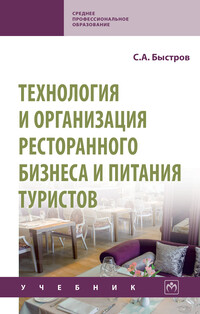 СРЕДНЕЕ
ПРОФЕССИОНАЛЬНОЕ
ОБРАЗОВАНИЕ
С.А. Быстров
ТЕХНОЛОГИЯ
И ОРГАНИЗАЦИЯ
РЕСТОРАННОГО
БИЗНЕСА И ПИТАНИЯ
ТУРИСТОВ
УЧЕБНИК